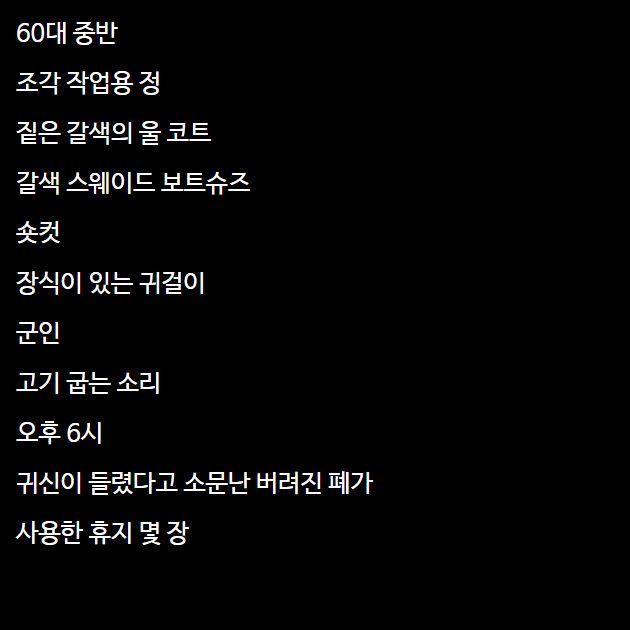 60대 중반
조각 작업용 정
짙은 갈색의 울 코트
갈색 스웨이드 보트슈즈
숏컷
장식이 있는 귀걸이
군인
고기 굽는 소리
오후 6시
귀신이 들렸다고 소문난 버려진 폐가
사용한 휴지 몇 장